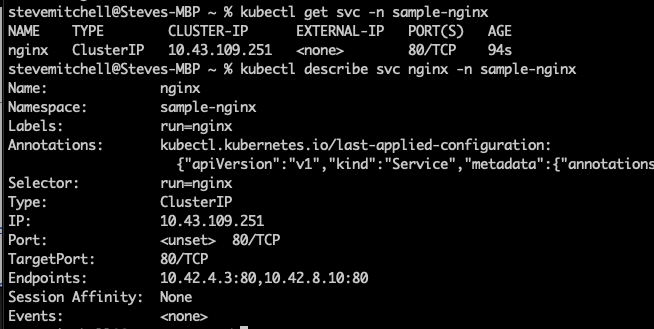 stevemitchell@Steves-MBP ~ % kubectl get svc -n sample-nginx
NAME    TYPE        CLUSTER-IP      EXTERNAL-IP   PORT(S)   AGE
nginx   ClusterIP   10.43.109.251   <none>        80/TCP    94s
stevemitchell@Steves-MBP ~ % kubectl describe svc nginx -n sample-nginx
Name:              nginx
Namespace:         sample-nginx
Labels:            run=nginx
Annotations:       kubectl.kubernetes.io/last-applied-configuration:
                     {"apiVersion":"v1","kind":"Service","metadata":{"annotations
Selector:          run=nginx
Type:              ClusterIP
IP:                10.43.109.251
Port:              <unset>  80/TCP
TargetPort:        80/TCP
Endpoints:         10.42.4.3:80,10.42.8.10:80
Session Affinity:  None
Events:            <none>